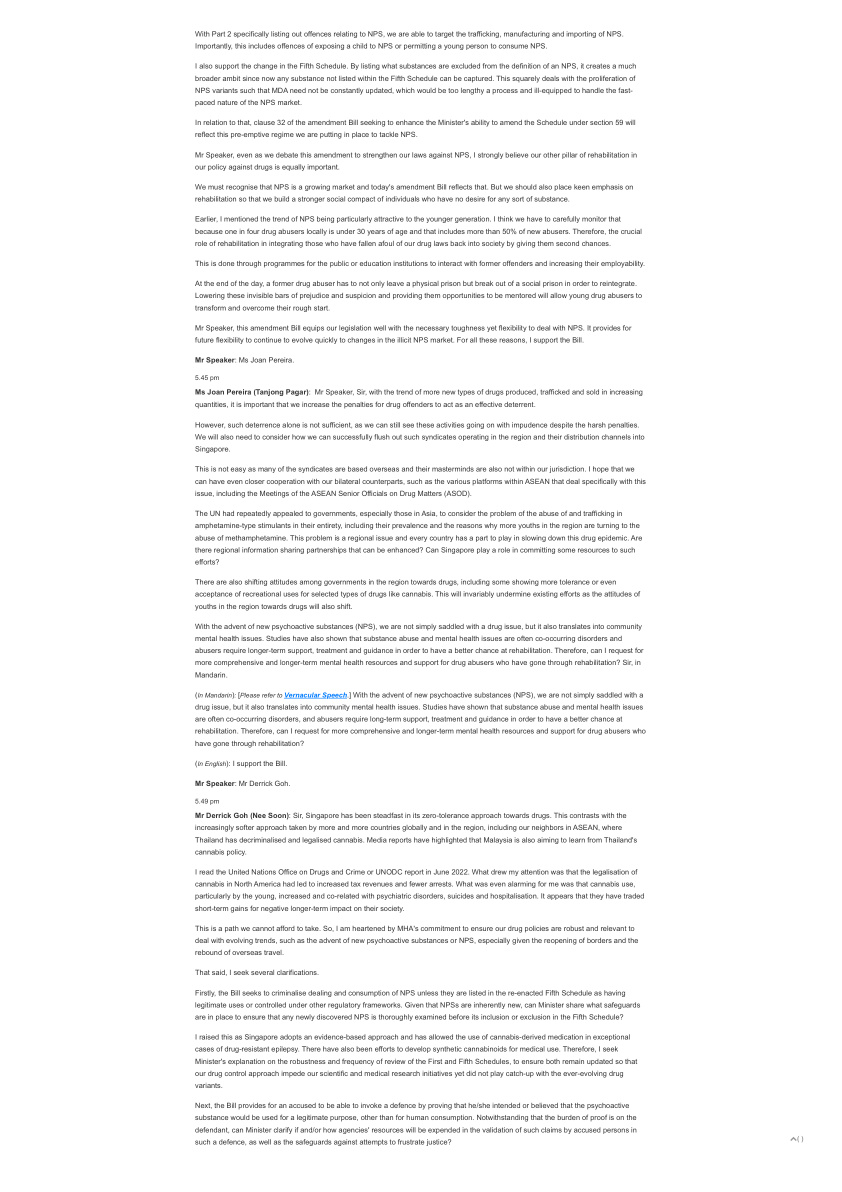 With Part 2 specifically listing out offences relating to NPS, we are able to target the trafficking, manufacturing and importing of NPS.
Importantly, this includes offences of exposing a child to NPS or permitting a young person to consume NPS.
I also support the change in the Fifth Schedule. By listing what substances are excluded from the definition of an NPS, it creates a much
broader ambit since now any substance not listed within the Fifth Schedule can be captured. This squarely deals with the proliferation of
NPS variants such that MDA need not be constantly updated, which would be too lengthy a process and ill-equipped to handle the fast-
paced nature of the NPS market.
In relation to that, clause 32 of the amendment Bill seeking to enhance the Minister's ability to amend the Schedule under section 59 will
reflect this pre-emptive regime we are putting in place to tackle NPS.
Mr Speaker, even as we debate this amendment to strengthen our laws against NPS, I strongly believe our other pillar of rehabilitation in
our policy against drugs is equally important.
We must recognise that NPS is a growing market and today's amendment Bill reflects that. But we should also place keen emphasis on
rehabilitation so that we build a stronger social compact of individuals who have no desire for any sort of substance.
Earlier, I mentioned the trend of NPS being particularly attractive to the younger generation. I think we have to carefully monitor that
because one in four drug abusers locally is under 30 years of age and that includes more than 50% of new abusers. Therefore, the crucial
role of rehabilitation in integrating those who have fallen afoul of our drug laws back into society by giving them second chances.
This is done through programmes for the public or education institutions to interact with former offenders and increasing their employability.
At the end of the day, a former drug abuser has to not only leave a physical prison but break out of a social prison in order to reintegrate.
Lowering these invisible bars of prejudice and suspicion and providing them opportunities to be mentored will allow young drug abusers to
transform and overcome their rough start.
Mr Speaker, this amendment Bill equips our legislation well with the necessary toughness yet flexibility to deal with NPS. It provides for
future flexibility to continue to evolve quickly to changes in the illicit NPS market. For all these reasons, I support the Bill.
Mr Speaker: Ms Joan Pereira.
5.45 pm
Ms Joan Pereira (Tanjong Pagar): Mr Speaker, Sir, with the trend of more new types of drugs produced, trafficked and sold in increasing
quantities, it is important that we increase the penalties for drug offenders to act as an effective deterrent.
However, such deterrence alone is not sufficient, as we can still see these activities going on with impudence despite the harsh penalties.
We will also need to consider how we can successfully flush out such syndicates operating in the region and their distribution channels into
Singapore.
This is not easy as many of the syndicates are based overseas and their masterminds are also not within our jurisdiction. I hope that we
can have even closer cooperation with our bilateral counterparts, such as the various platforms within ASEAN that deal specifically with this
issue, including the Meetings of the ASEAN Senior Officials on Drug Matters (ASOD).
The UN had repeatedly appealed to governments, especially those in Asia, to consider the problem of the abuse of and trafficking in
amphetamine-type stimulants in their entirety, including their prevalence and the reasons why more youths in the region are turning to the
abuse of methamphetamine. This problem is a regional issue and every country has a part to play in slowing down this drug epidemic. Are
there regional information sharing partnerships that can be enhanced? Can Singapore play a role in committing some resources to such
efforts?
There are also shifting attitudes among governments in the region towards drugs, including some showing more tolerance or even
acceptance of recreational uses for selected types of drugs like cannabis. This will invariably undermine existing efforts as the attitudes of
youths in the region towards drugs will also shift.
With the advent of new psychoactive substances (NPS), we are not simply saddled with a drug issue, but it also translates into community
mental health issues. Studies have also shown that substance abuse and mental health issues are often co-occurring disorders and
abusers require longer-term support, treatment and guidance in order to have a better chance at rehabilitation. Therefore, can I request for
more comprehensive and longer-term mental health resources and support for drug abusers who have gone through rehabilitation? Sir, in
Mandarin.
(In Mandarin): [Please refer to Vernacular Speech.] With the advent of new psychoactive substances (NPS), we are not simply saddled with a
drug issue, but it also translates into community mental health issues. Studies have shown that substance abuse and mental health issues
are often co-occurring disorders, and abusers require long-term support, treatment and guidance in order to have a better chance at
rehabilitation. Therefore, can I request for more comprehensive and longer-term mental health resources and support for drug abusers who
have gone through rehabilitation?
(In English): I support the Bill.
Mr Speaker: Mr Derrick Goh.
5.49 pm
Mr Derrick Goh (Nee Soon): Sir, Singapore has been steadfast in its zero-tolerance approach towards drugs. This contrasts with the
increasingly softer approach taken by more and more countries globally and in the region, including our neighbors in ASEAN, where
Thailand has decriminalised and legalised cannabis. Media reports have highlighted that Malaysia is also aiming to learn from Thailand's
cannabis policy.
I read the United Nations Office on Drugs and Crime or UNODC report in June 2022. What drew my attention was that the legalisation of
cannabis in North America had led to increased tax revenues and fewer arrests. What was even alarming for me was that cannabis use,
particularly by the young, increased and co-related with psychiatric disorders, suicides and hospitalisation. It appears that they have traded
short-term gains for negative longer-term impact on their society.
This is a path we cannot afford to take. So, I am heartened by MHA's commitment to ensure our drug policies are robust and relevant to
deal with evolving trends, such as the advent of new psychoactive substances or NPS, especially given the reopening of borders and the
rebound of overseas travel.
That said, I seek several clarifications.
Firstly, the Bill seeks to criminalise dealing and consumption of NPS unless they are listed in the re-enacted Fifth Schedule as having
legitimate uses or controlled under other regulatory frameworks. Given that NPSs are inherently new, can Minister share what safeguards
are in place to ensure that any newly discovered NPS is thoroughly examined before its inclusion or exclusion in the Fifth Schedule?
I raised this as Singapore adopts an evidence-based approach and has allowed the use of cannabis-derived medication in exceptional
cases of drug-resistant epilepsy. There have also been efforts to develop synthetic cannabinoids for medical use. Therefore, I seek
Minister's explanation on the robustness and frequency of review of the First and Fifth Schedules, to ensure both remain updated so that
our drug control approach impede our scientific and medical research initiatives yet did not play catch-up with the ever-evolving drug
variants.
Next, the Bill provides for an accused to be able to invoke a defence by proving that he/she intended or believed that the psychoactive
substance would be used for a legitimate purpose, other than for human consumption. Notwithstanding that the burden of proof is on the
defendant, can Minister clarify if and/or how agencies' resources will be expended in the validation of such claims by accused persons in
such a defence, as well as the safeguards against attempts to frustrate justice?
( )